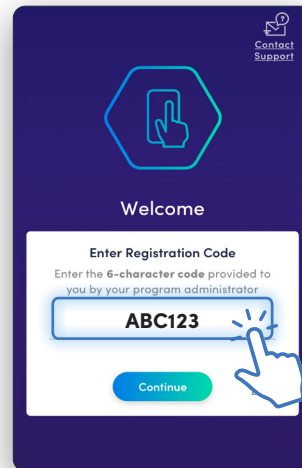 Contact
Support
Welcome
Enter Registration Code
Enter the 6-character code provided to
you by your program administrator
ABC123
Continue